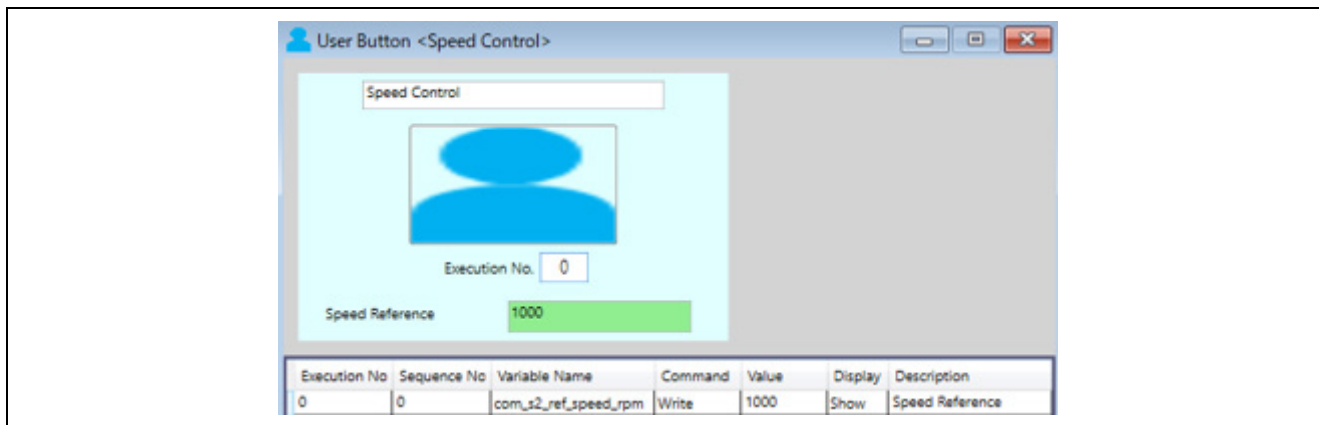 User Button <Speed Control>
Speed Control
Execution No. 0
Speed Reference 1000
Execution No Sequence No Variable Name Command Value Display Description
0 0 com_s2_ref_speed_rpm Write 1000 Show Speed Reference